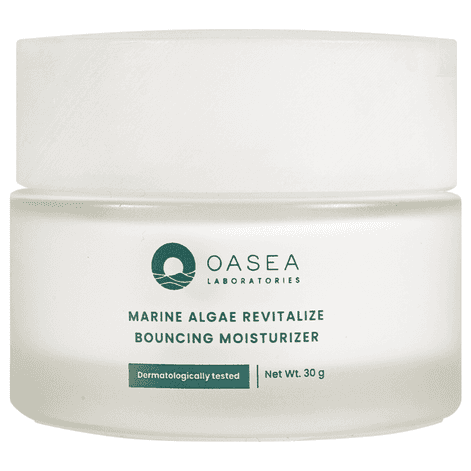 OASEA
LABORATORIES
MARINE ALGAE REVITALIZE
BOUNCING MOISTURIZER
Dermatologically tested | Net Wt. 30 g